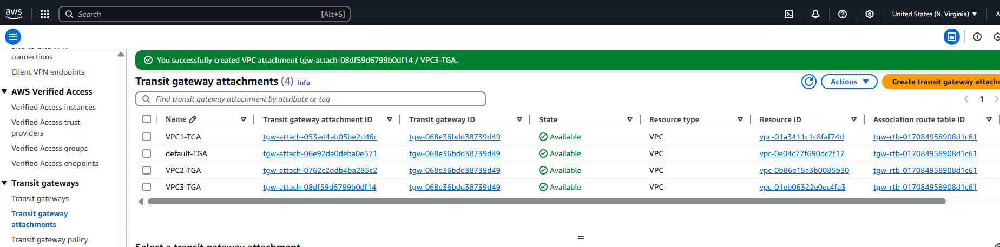 aws
Search [Alt+S] United States (N. Virginia)
connections
Client VPN endpoints
AWS Verified Access
Verified Access instances
Verified Access trust
providers
Verified Access groups
Verified Access endpoints
Transit gateways
Transit gateways
Transit gateway
attachments
Transit gateway policy
You successfully created VPC attachment tgw-attach-08df59d6799b0df14 / VPC3-TGA.
Transit gateway attachments (4) info Actions Create transit gateway
Find transit gateway attachment by attribute or tag 1
Name Transit gateway attachment ID Transit gateway ID State Resource type Resource ID Association route table ID
VPC1-TGA tgw-attach-053ad4ab05be2d46c tgw-068e36bdd38739d49 Available VPC vpc-01a3411c1c8faf74d tgw-rtb-017084958908d1c61
default-TGA tgw-attach-06e92da0deba0e571 tgw-068e36bdd38739d49 Available VPC vpc-0e04c77f690dc2f17 tgw-rtb-017084958908d1c61
VPC2-TGA tgw-attach-0762c2ddb4ba285c2 tgw-068e36bdd38739d49 Available VPC vpc-0b86e15a3b0085b30 tgw-rtb-017084958908d1c61
VPC3-TGA tgw-attach-08df59d6799b0df14 tgw-068e36bdd38739d49 Available VPC vpc-01eb06322e0ec4fa3 tgw-rtb-017084958908d1c61
Select a transit gateway attachment